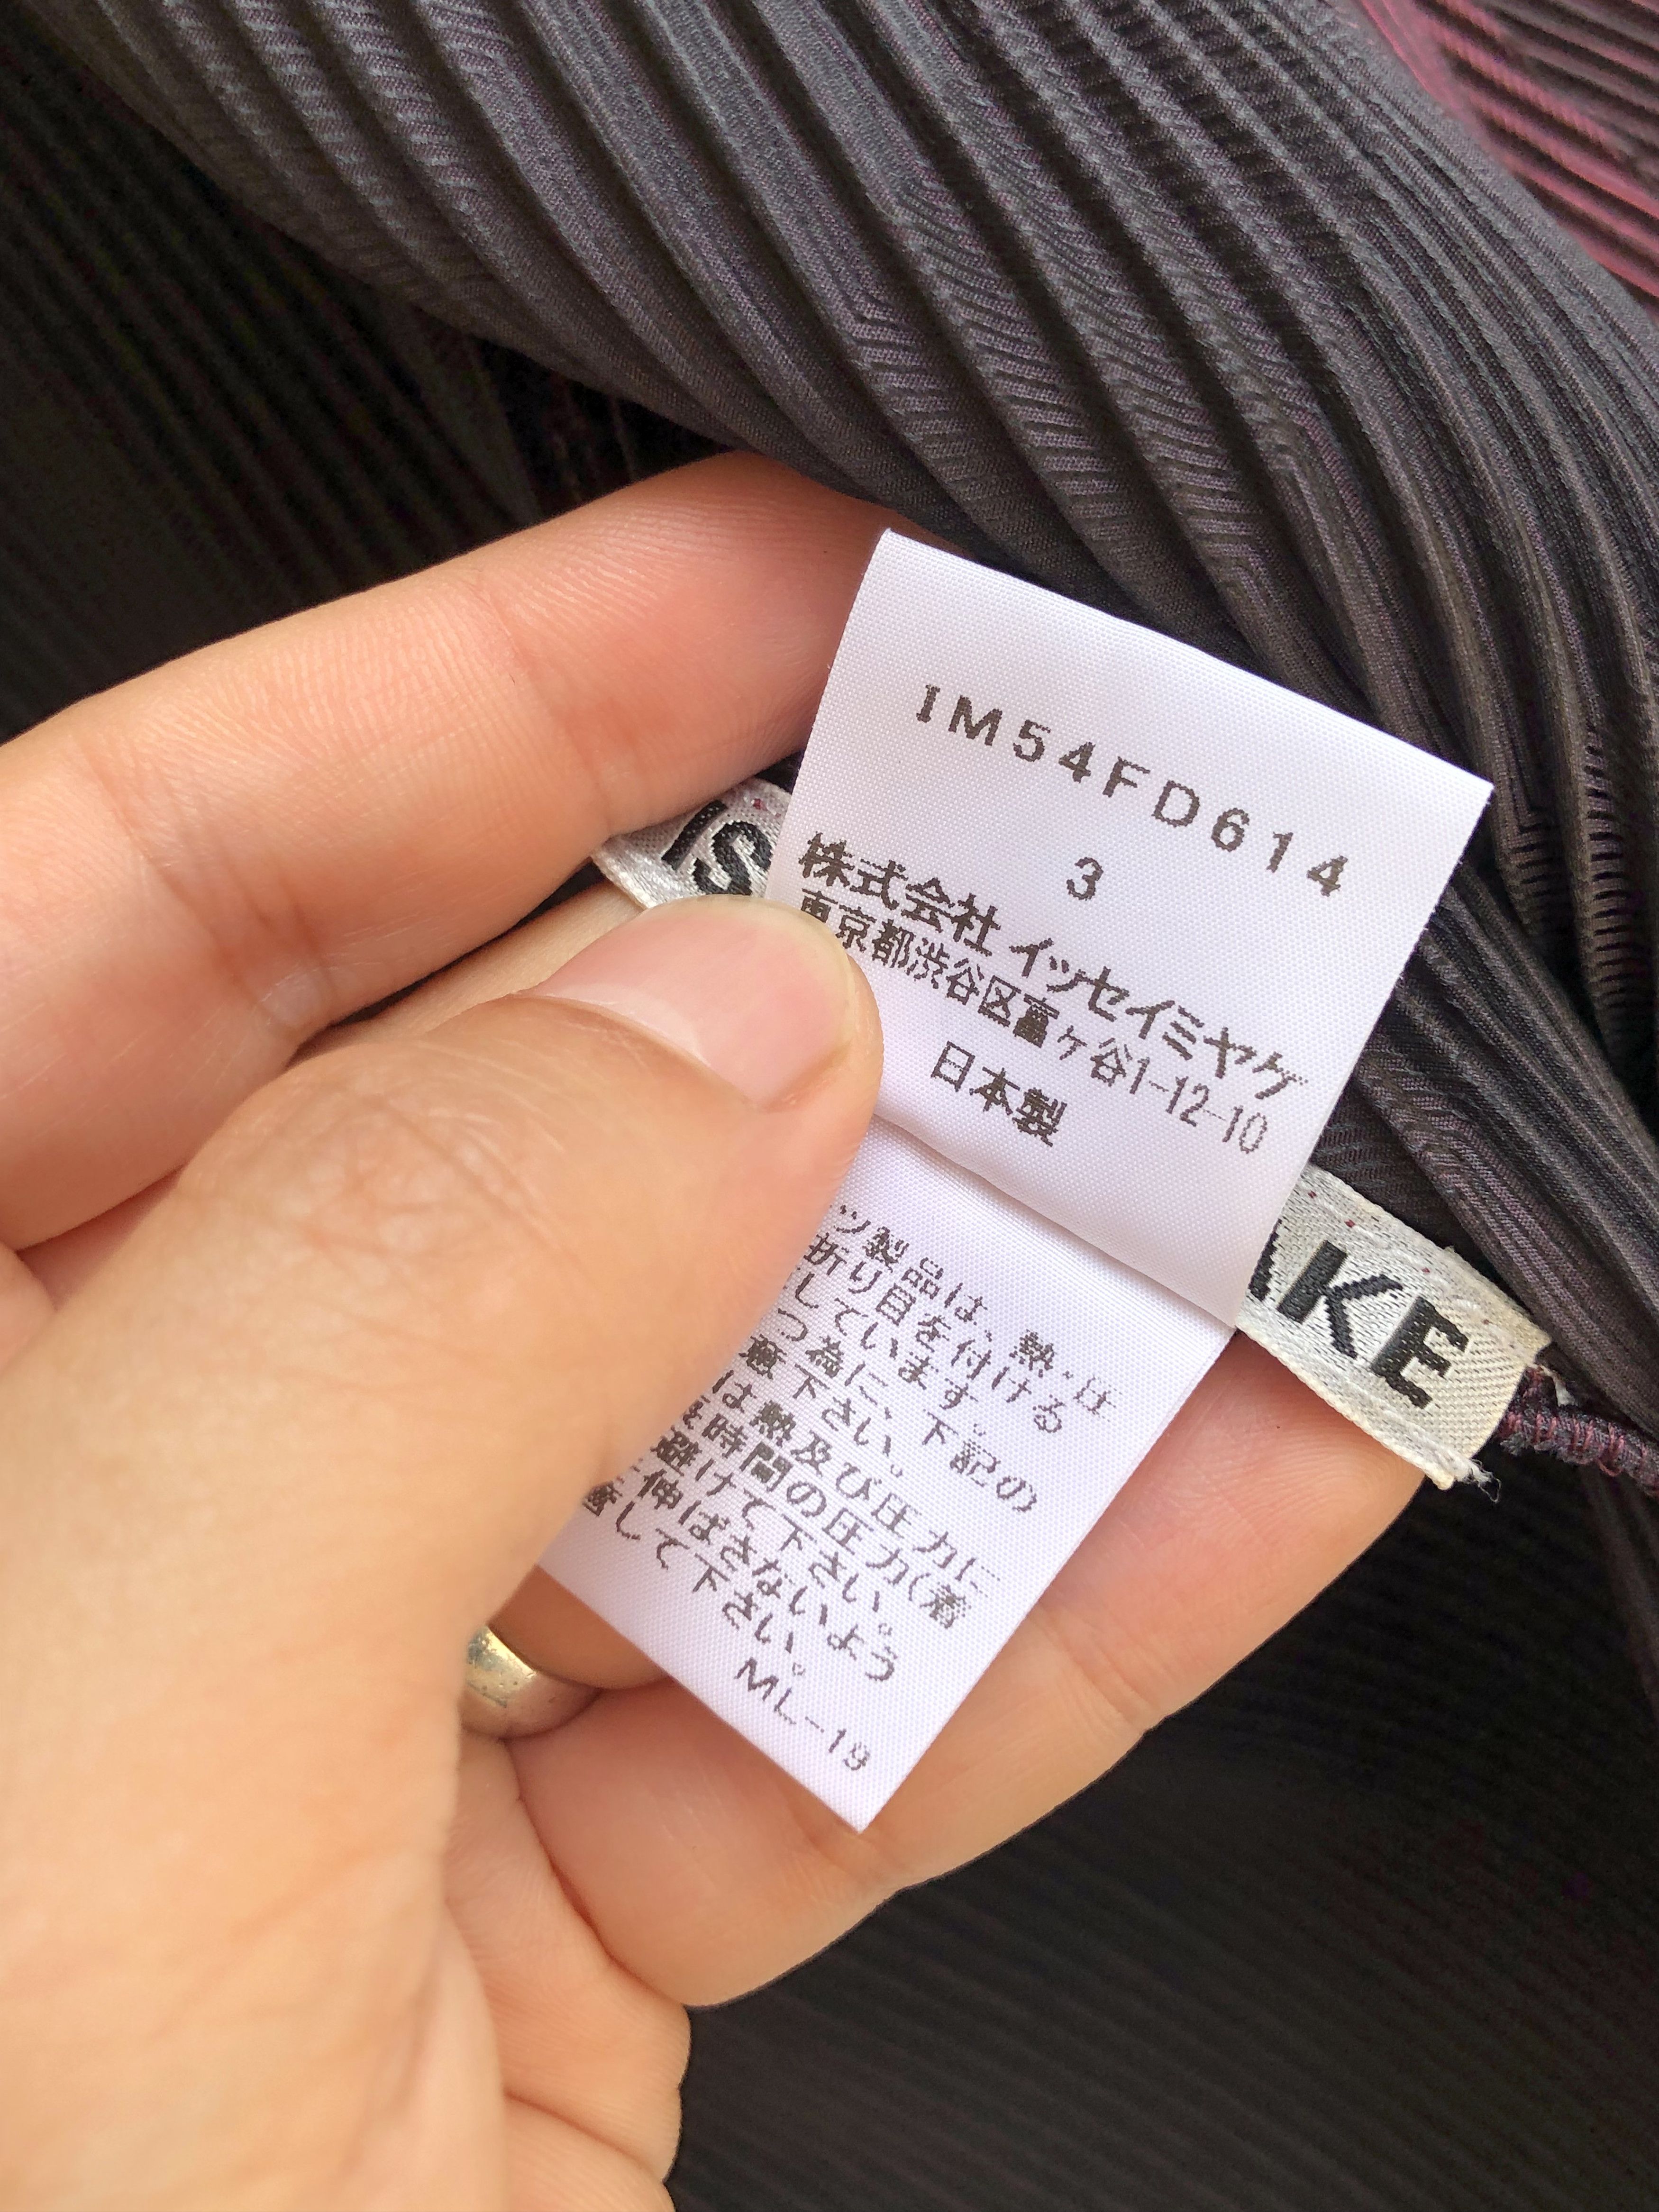 IM54FD614
3
株式会社 イッセイミヤケ
東京都渋谷区富ヶ谷1-12-10
日本製
IS
AKE
ツ製品は、熱・圧
折り目を付ける
しています。
つ為に、下記の
意下さい。
は熱及び圧力に
時間の圧力(着
避けて下さい。
伸ばさないよう
して下さい。
ML-19